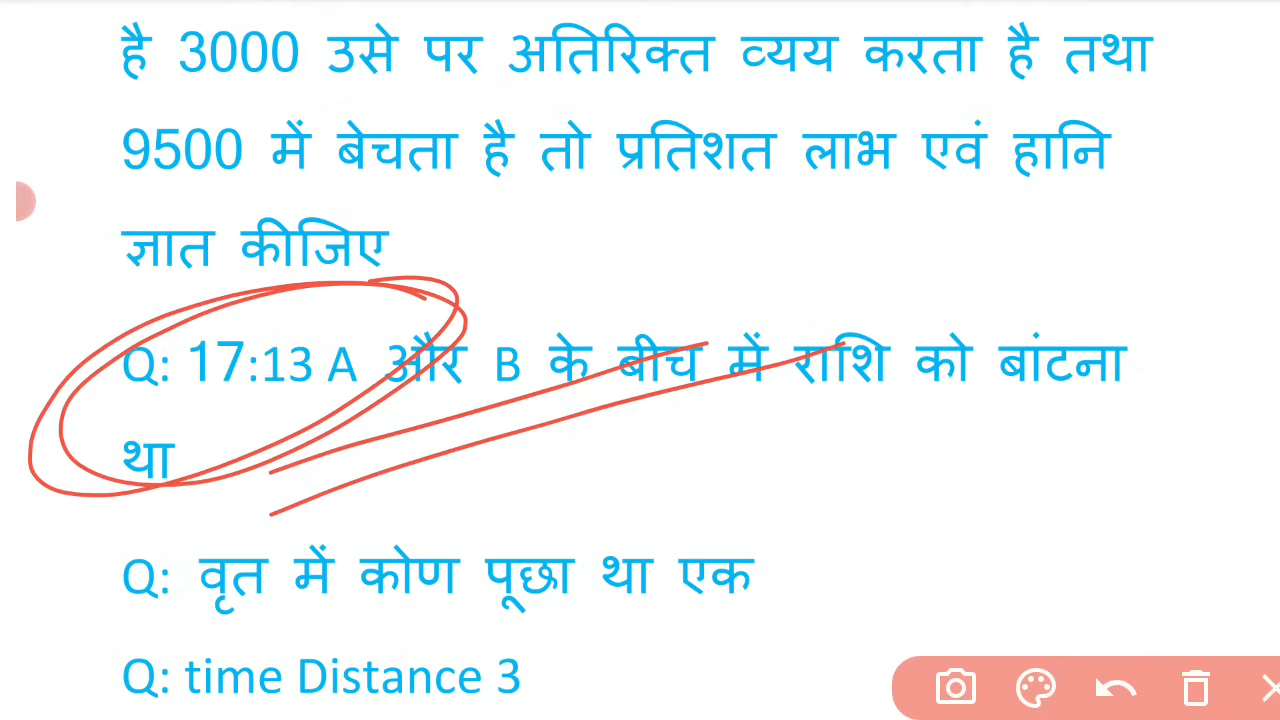 है 3000 उसे पर अतिरिक्त व्यय करता है तथा
9500 में बेचता है तो प्रतिशत लाभ एवं हानि
ज्ञात कीजिए
Q: 17:13 A और B के बीच में राशि को बांटना
था
Q: वृत में कोण पूछा था एक
Q: time Distance 3